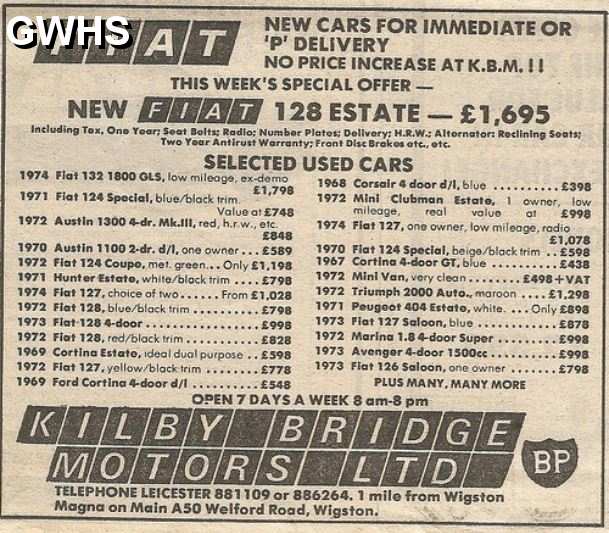 GWHS
FIAT
NEW CARS FOR IMMEDIATE OR
'P' DELIVERY
NO PRICE INCREASE AT K.B.M. ! !
THIS WEEK'S SPECIAL OFFER —
NEW FIAT 128 ESTATE — £1,695
Including Tax, One Year; Seat Belts; Radio; Number Plates; Delivery; H.R.W.; Alternator; Reclining Seats;
Two Year Antirust Warranty; Front Disc Brakes etc., etc.
SELECTED USED CARS
1974 Fiat 132 1800 GLS, low mileage, ex-demo
£1,798
1971 Fiat 124 Special, blue/black trim.
Value at £748
1972 Austin 1300 4-dr. Mk.III, red, h.r.w., etc.
£848
1970 Austin 1100 2-dr. d/l, one owner ... £589
1972 Fiat 124 Coupe, met. green... Only £1,198
1971 Hunter Estate, white/black trim .... £798
1974 Fiat 127, choice of two ..... From £1,028
1972 Fiat 128, blue/black trim .......... £798
1973 Fiat 128 4-door .................. £998
1972 Fiat 128, red/black trim .......... £828
1969 Cortina Estate, ideal dual purpose .. £598
1972 Fiat 127, yellow/black trim ........ £778
1969 Ford Cortina 4-door d/l .......... £548
1968 Corsair 4 door d/l, blue .......... £398
1972 Mini Clubman Estate, 1 owner, low
mileage, real value at £998
1974 Fiat 127, one owner, low mileage, radio
£1,078
1970 Fiat 124 Special, beige/black trim .. £598
1967 Cortina 4-door GT, blue .......... £438
1972 Mini Van, very clean ...... £498+VAT
1972 Triumph 2000 Auto., maroon .... £1,298
1971 Peugeot 404 Estate, white. ... Only £898
1973 Fiat 127 Saloon, blue ............ £878
1972 Marina 1.8 4-door Super .......... £998
1973 Avenger 4-door 1500cc ........... £998
1973 Fiat 126 Saloon, one owner ....... £798
PLUS MANY, MANY MORE
OPEN 7 DAYS A WEEK 8 am-8 pm
KILBY BRIDGE
MOTORS LTD
BP
TELEPHONE LEICESTER 881109 or 886264. 1 mile from Wigston
Magna on Main A50 Welford Road, Wigston.